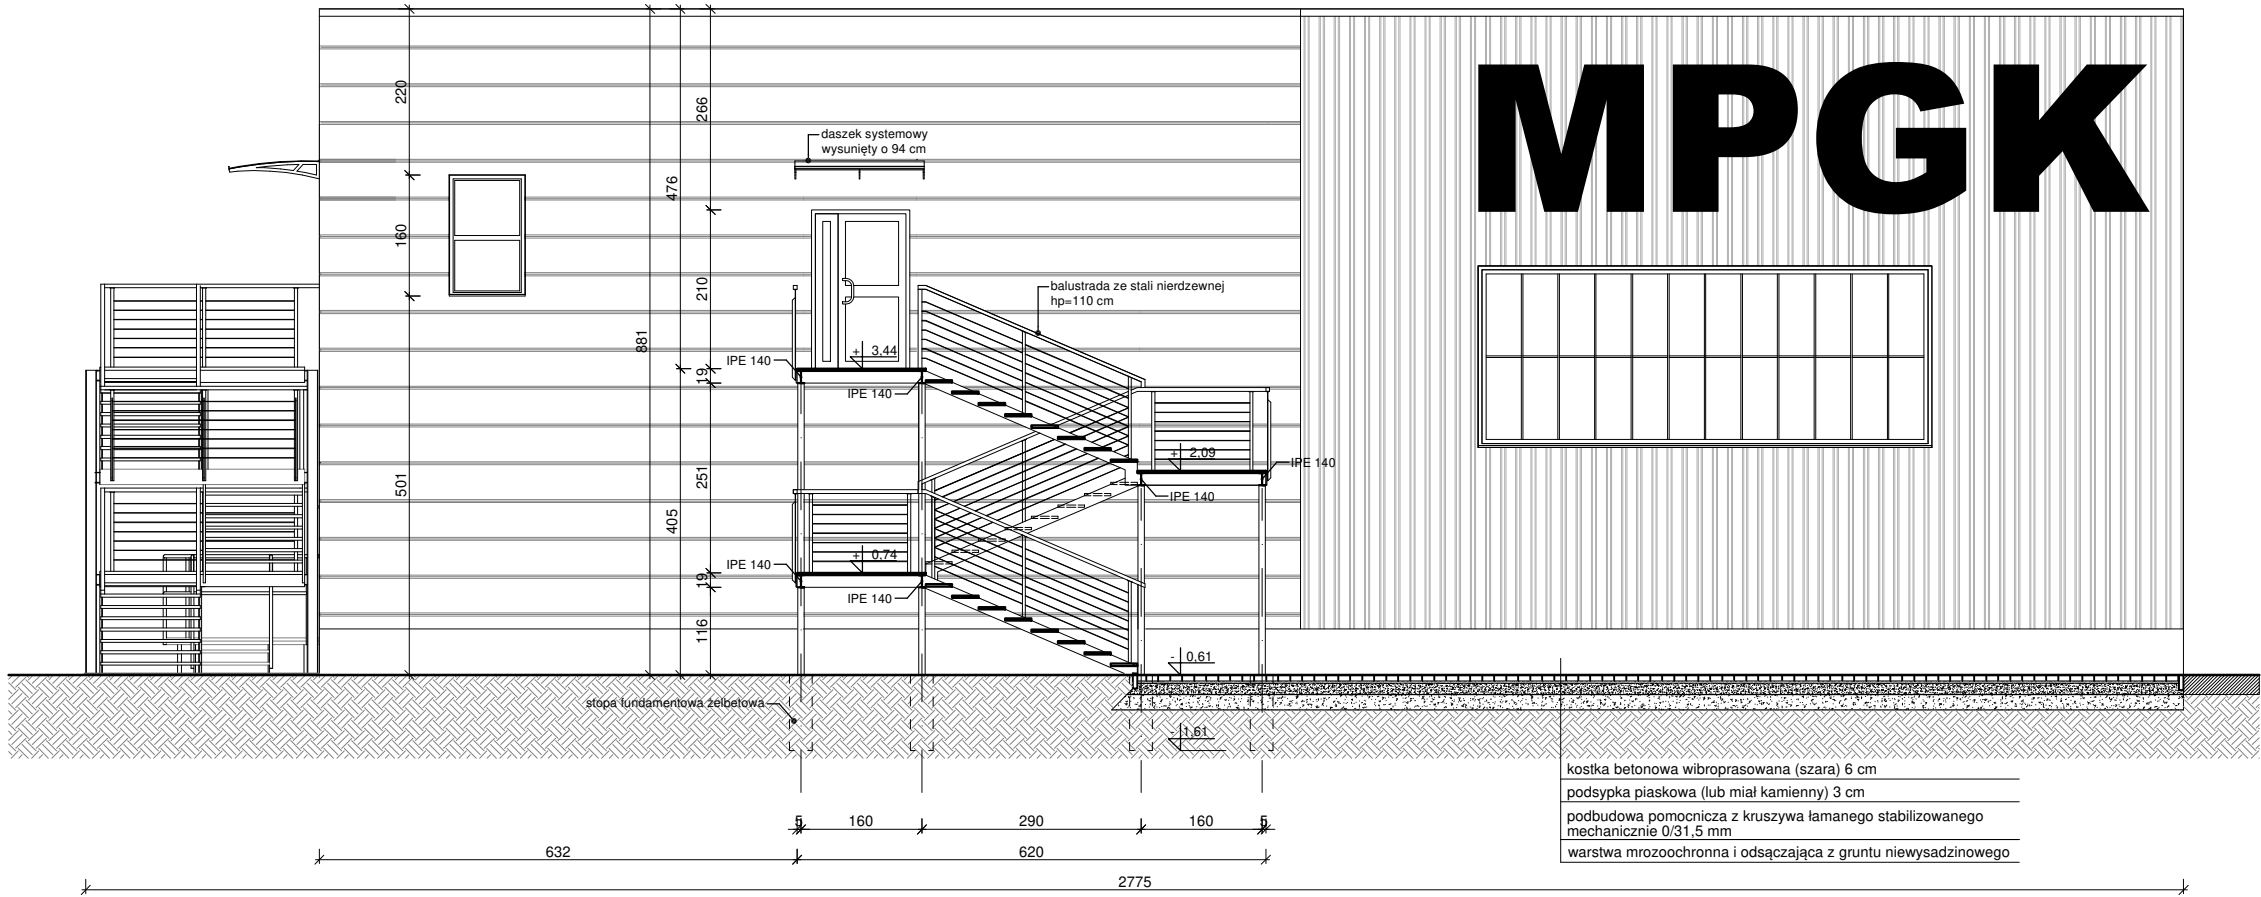 MPGK
220
266
daszek systemowy
wysunięty o 94 cm
476
160
210
balustrada ze stali nierdzewnej
hp=110 cm
881
+ 3,44
IPE 140
19
IPE 140
501
251
+ 2,09
IPE 140
IPE 140
405
+ 0,74
IPE 140
19
IPE 140
116
- 0,61
stopa fundamentowa żelbetowa
- 1,61
kostka betonowa wibroprasowana (szara) 6 cm
podsypka piaskowa (lub miał kamienny) 3 cm
podbudowa pomocnicza z kruszywa łamanego stabilizowanego
mechanicznie 0/31,5 mm
warstwa mrozoochronna i odsączająca z gruntu niewysadzinowego
5 160 290 160 5
632 620
2775